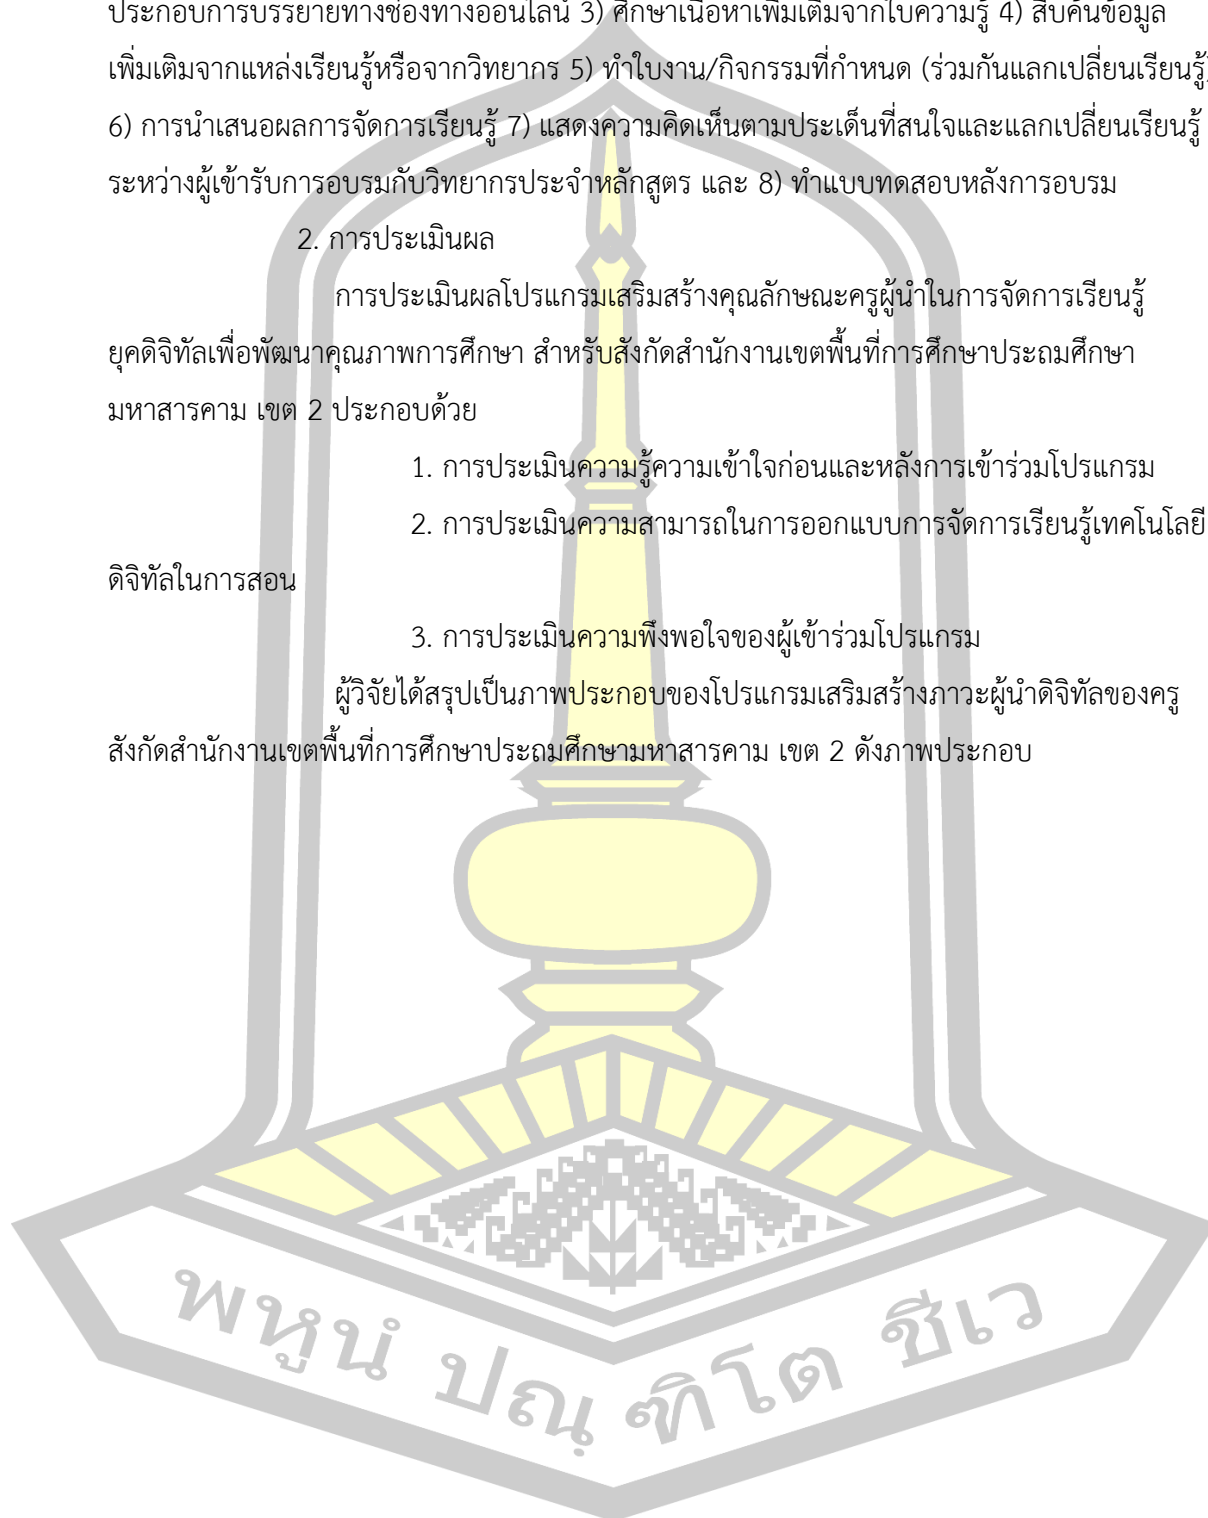 ประกอบการบรรยายทางช่องทางออนไลน์ 3) ศึกษาเนื้อหาเพิ่มเติมจากใบความรู้ 4) สืบค้นข้อมูล
เพิ่มเติมจากแหล่งเรียนรู้หรือจากวิทยากร 5) ทำใบงาน/กิจกรรมที่กำหนด (ร่วมกันแลกเปลี่ยนเรียนรู้)
6) การนำเสนอผลการจัดการเรียนรู้ 7) แสดงความคิดเห็นตามประเด็นที่สนใจและแลกเปลี่ยนเรียนรู้
ระหว่างผู้เข้ารับการอบรมกับวิทยากรประจำหลักสูตร และ 8) ทำแบบทดสอบหลังการอบรม
2. การประเมินผล
การประเมินผลโปรแกรมเสริมสร้างคุณลักษณะครูผู้นำในการจัดการเรียนรู้
ยุคดิจิทัลเพื่อพัฒนาคุณภาพการศึกษา สำหรับสังกัดสำนักงานเขตพื้นที่การศึกษาประถมศึกษา
มหาสารคาม เขต 2 ประกอบด้วย
1. การประเมินความรู้ความเข้าใจก่อนและหลังการเข้าร่วมโปรแกรม
2. การประเมินความสามารถในการออกแบบการจัดการเรียนรู้เทคโนโลยี
ดิจิทัลในการสอน
3. การประเมินความพึงพอใจของผู้เข้าร่วมโปรแกรม
ผู้วิจัยได้สรุปเป็นภาพประกอบของโปรแกรมเสริมสร้างภาวะผู้นำดิจิทัลของครู
สังกัดสำนักงานเขตพื้นที่การศึกษาประถมศึกษามหาสารคาม เขต 2 ดังภาพประกอบ
พหูนํ ปณฺฑิโต ชีเว